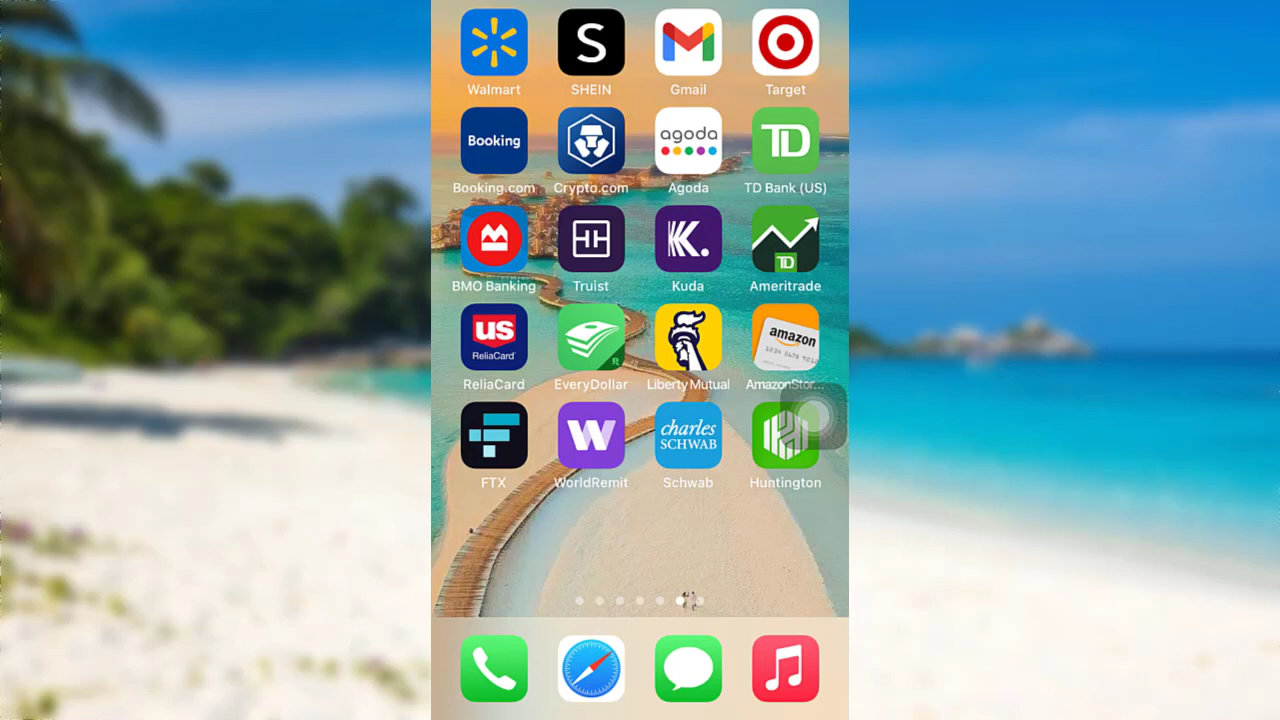 S
Walmart SHEIN Gmail Target
Booking agoda TD
Booking.com Crypto.com Agoda TD Bank (US)
K. TD
BMO Banking Truist Kuda Ameritrade
us
ReliaCard
amazon
R
ReliaCard EveryDollar Liberty Mutual AmazonStor...
W charles
SCHWAB
FTX WorldRemit Schwab Huntington